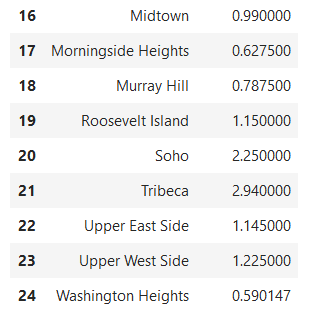 16 Midtown 0.990000
17 Morningside Heights 0.627500
18 Murray Hill 0.787500
19 Roosevelt Island 1.150000
20 Soho 2.250000
21 Tribeca 2.940000
22 Upper East Side 1.145000
23 Upper West Side 1.225000
24 Washington Heights 0.590147